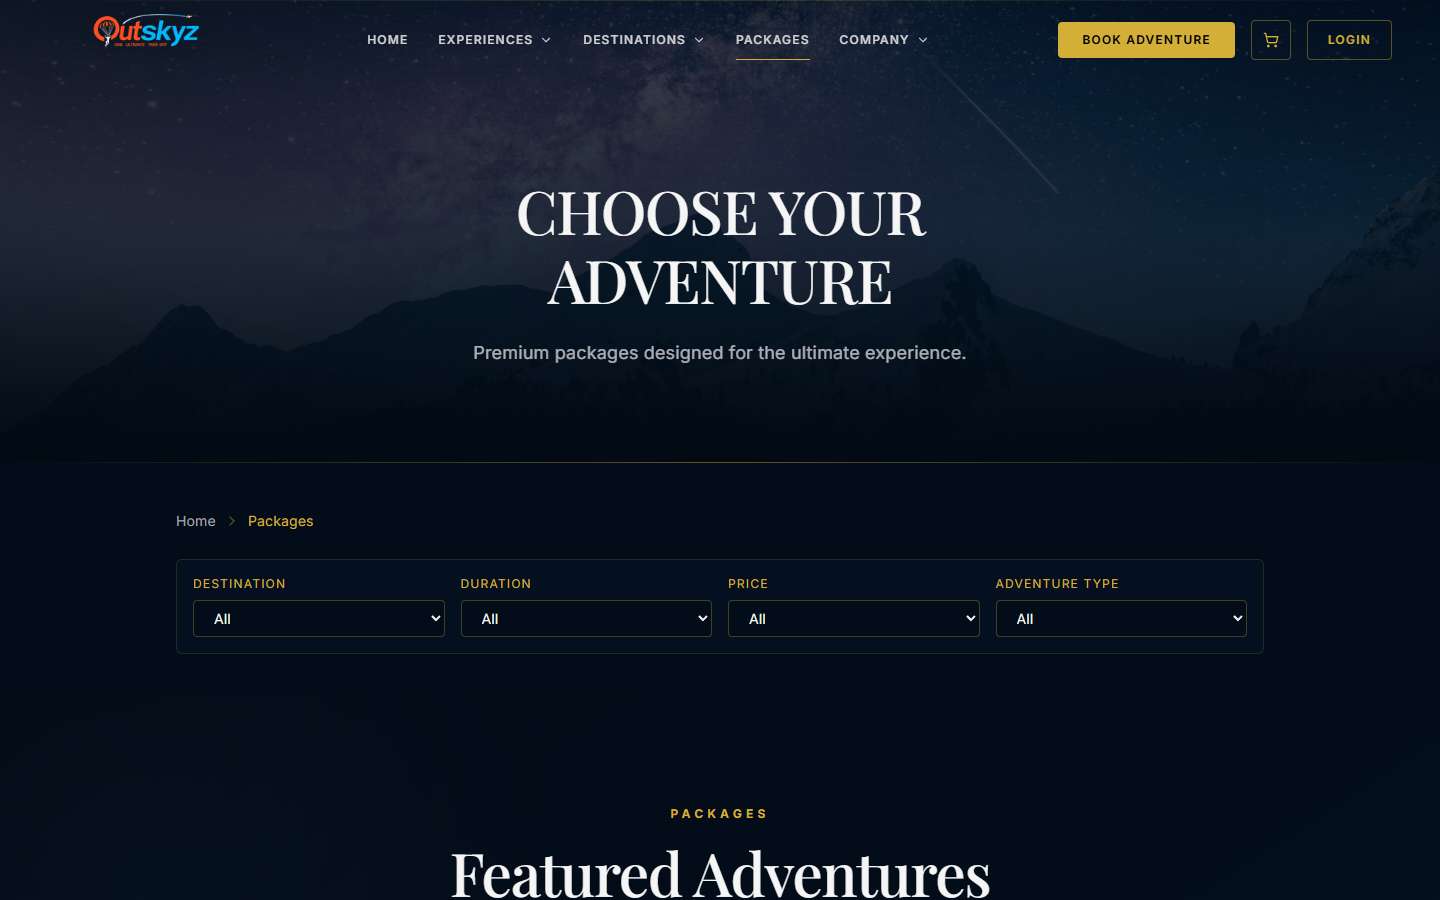 Outskyz
HOME
EXPERIENCES
DESTINATIONS
PACKAGES
COMPANY
BOOK ADVENTURE
LOGIN
CHOOSE YOUR
ADVENTURE
Premium packages designed for the ultimate experience.
Home
Packages
DESTINATION
DURATION
PRICE
ADVENTURE TYPE
All
All
All
All
PACKAGES
Featured Adventures